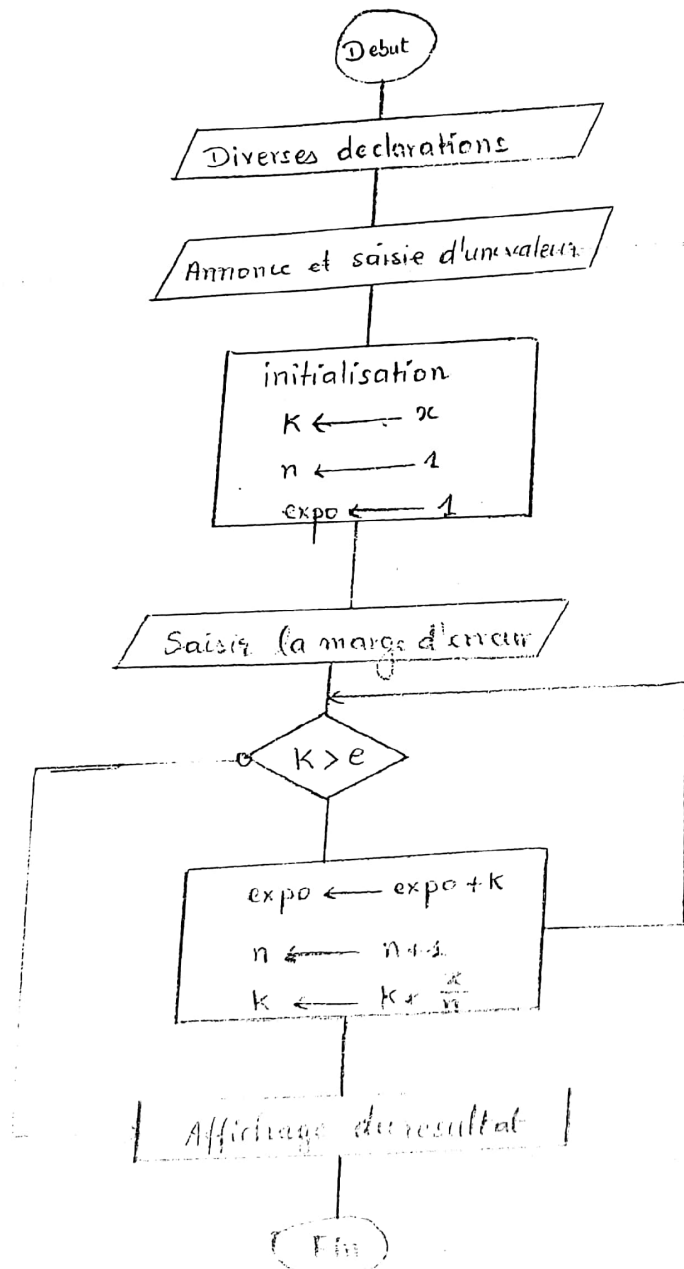 Debut
Diverses declarations
Annonce et saisie d'une valeur
initialisation
K ← x
n ← 1
expo ← 1
Saisir la marge d'erreur
K > e
expo ← expo + k
n ← n+1
k ← k * x/n
Affichage du resultat
Fin